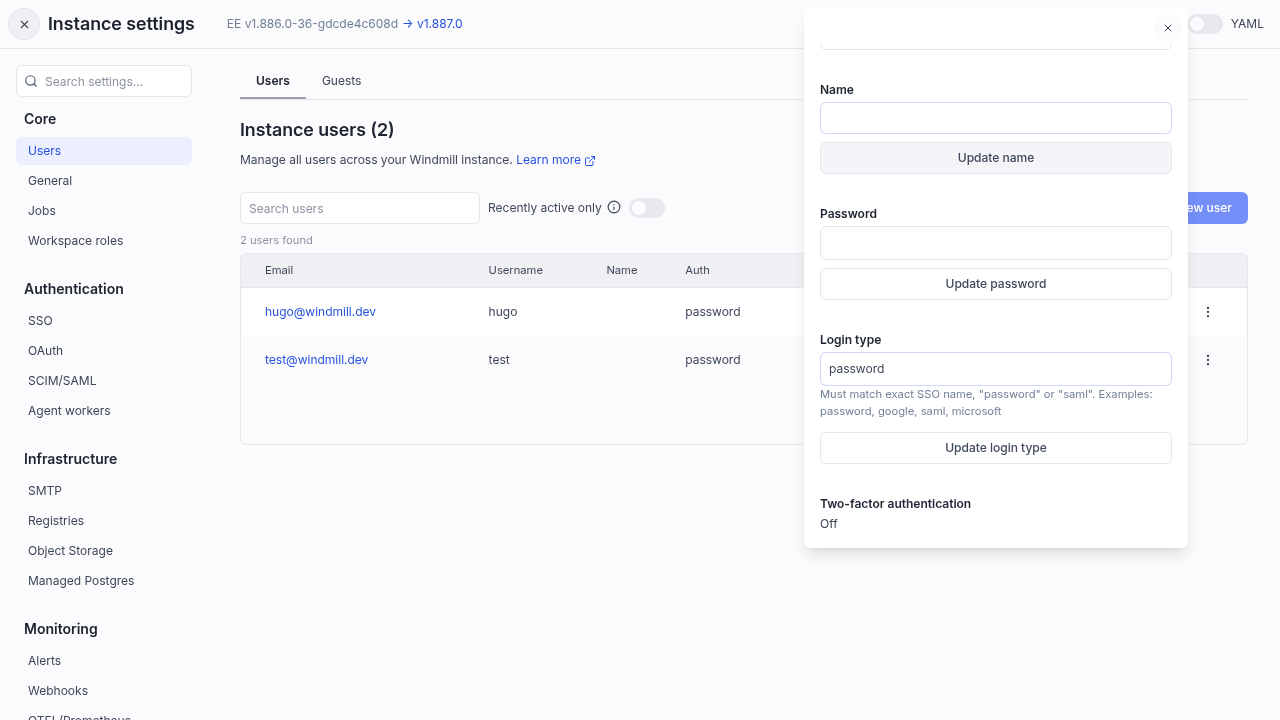 Instance settings
EE v1.886.0-36-gdcde4c608d → v1.887.0
YAML
Search settings...
Core
Users
General
Jobs
Workspace roles
Authentication
SSO
OAuth
SCIM/SAML
Agent workers
Infrastructure
SMTP
Registries
Object Storage
Managed Postgres
Monitoring
Alerts
Webhooks
OTEL/Prometheus
Users
Guests
Instance users (2)
Manage all users across your Windmill instance. Learn more
Search users
Recently active only
ew user
2 users found
Email Username Name Auth
hugo@windmill.dev hugo password
test@windmill.dev test password
Name
Update name
Password
Update password
Login type
password
Must match exact SSO name, "password" or "saml". Examples:
password, google, saml, microsoft
Update login type
Two-factor authentication
Off